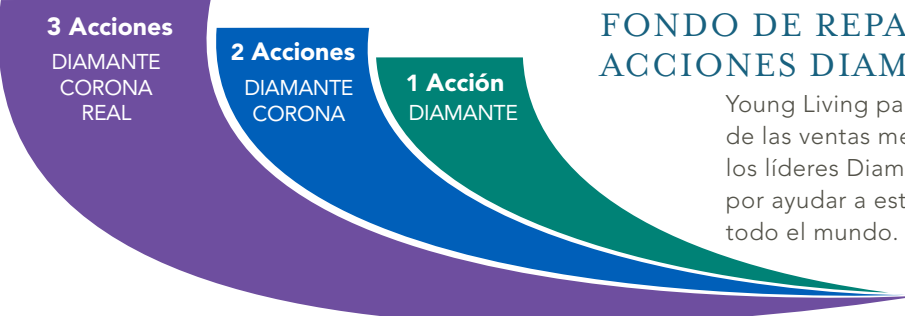 3 Acciones
DIAMANTE
CORONA
REAL
2 Acciones
DIAMANTE
CORONA
1 Acción
DIAMANTE
FONDO DE REPA
ACCIONES DIAM
Young Living pa
de las ventas me
los líderes Diam
por ayudar a est
todo el mundo.